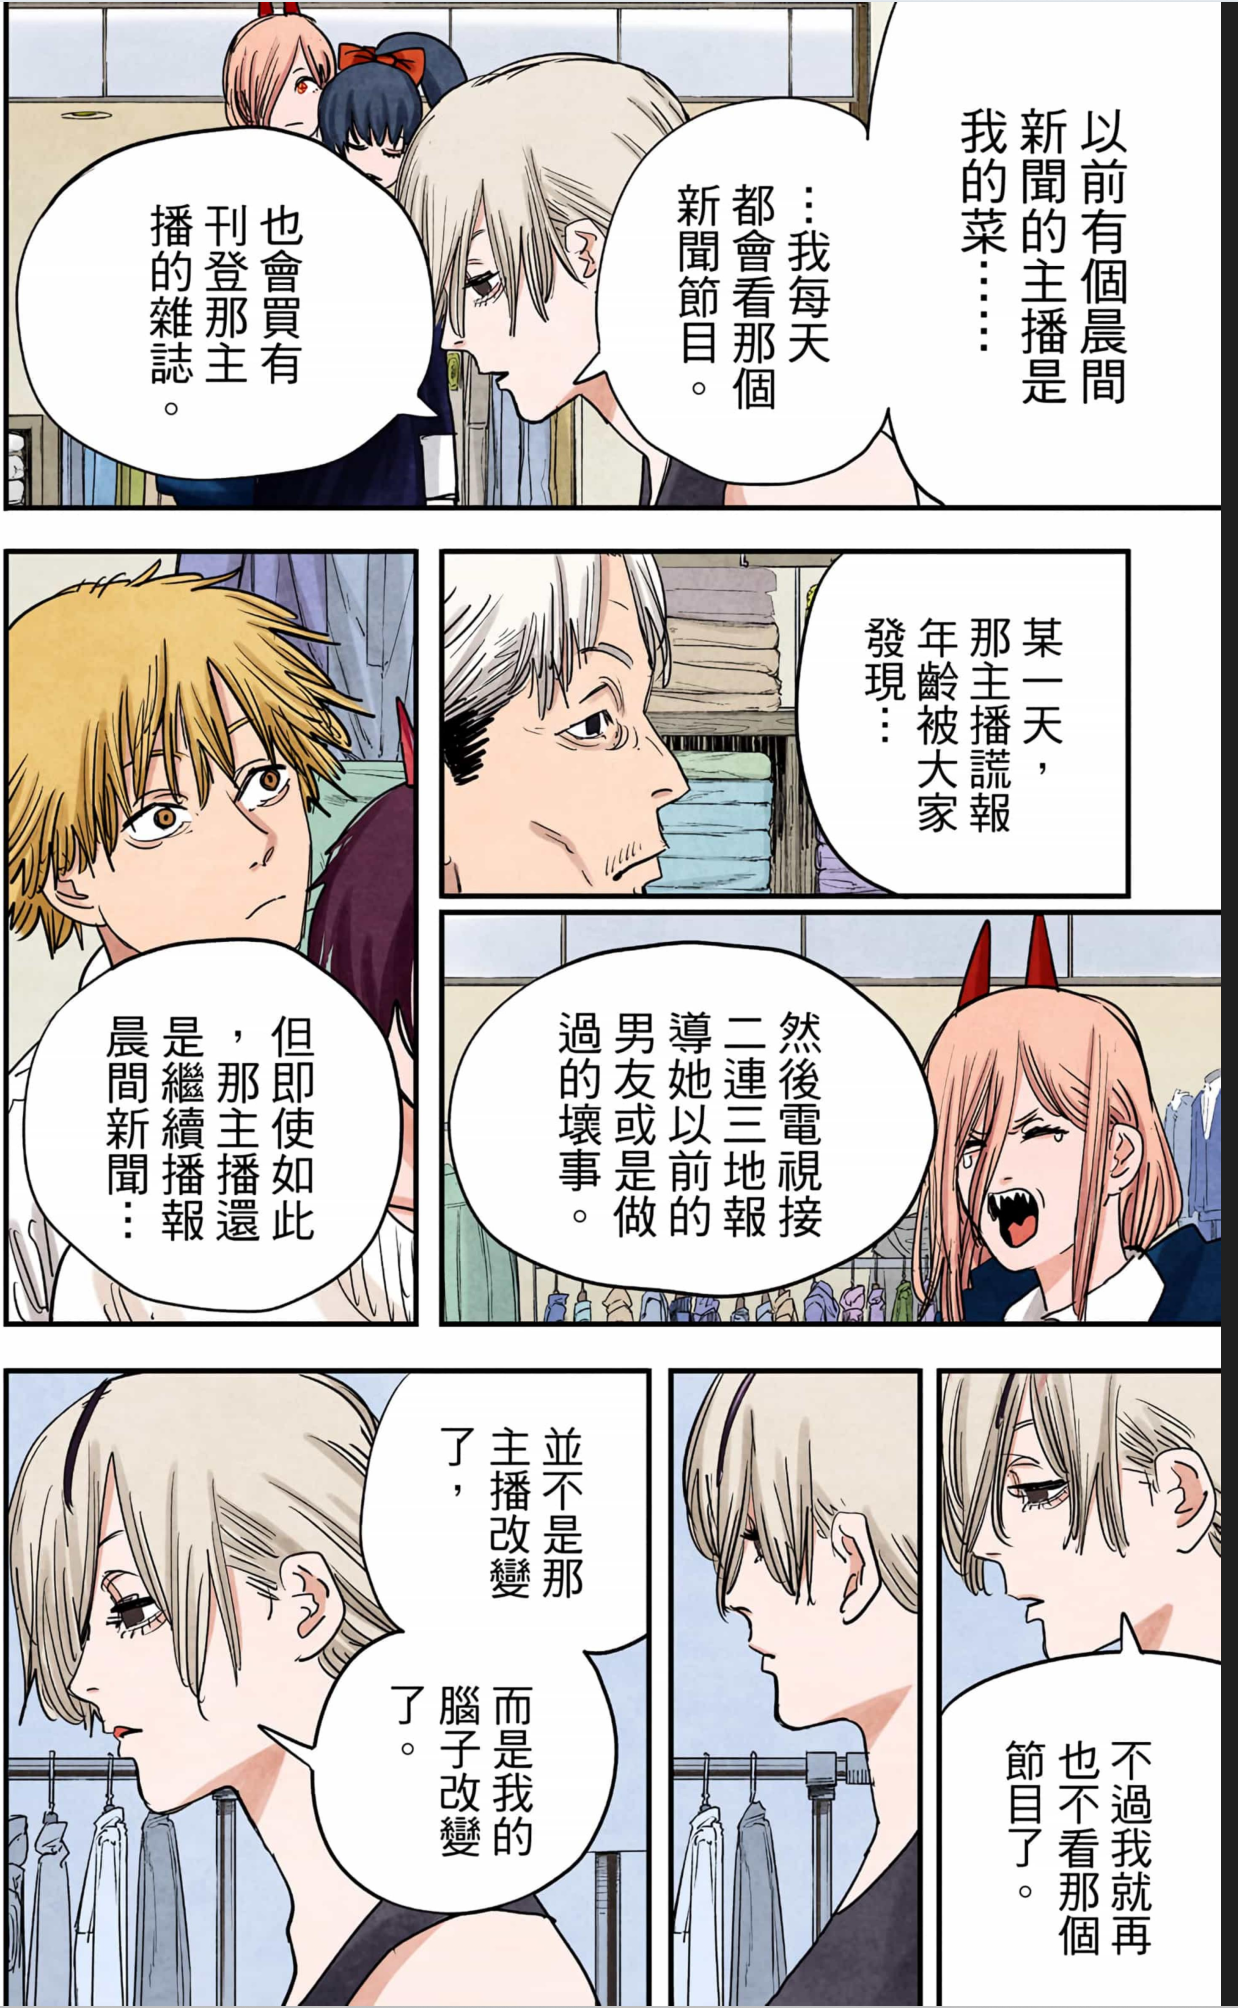 以前有個晨間
新聞的主播是
我的菜……
…我每天
都會看那個
新聞節目。
也會買有
刊登那主
播的雜誌。
某一天，
那主播謊報
年齡被大家
發現…
然後電視接
二連三地報
導她以前的
男友或是做
過的壞事。
但即使如此
，那主播還
是繼續播報
晨間新聞…
不過我就再
也不看那個
節目了。
並不是那
主播改變
了，
而是我的
腦子改變
了。